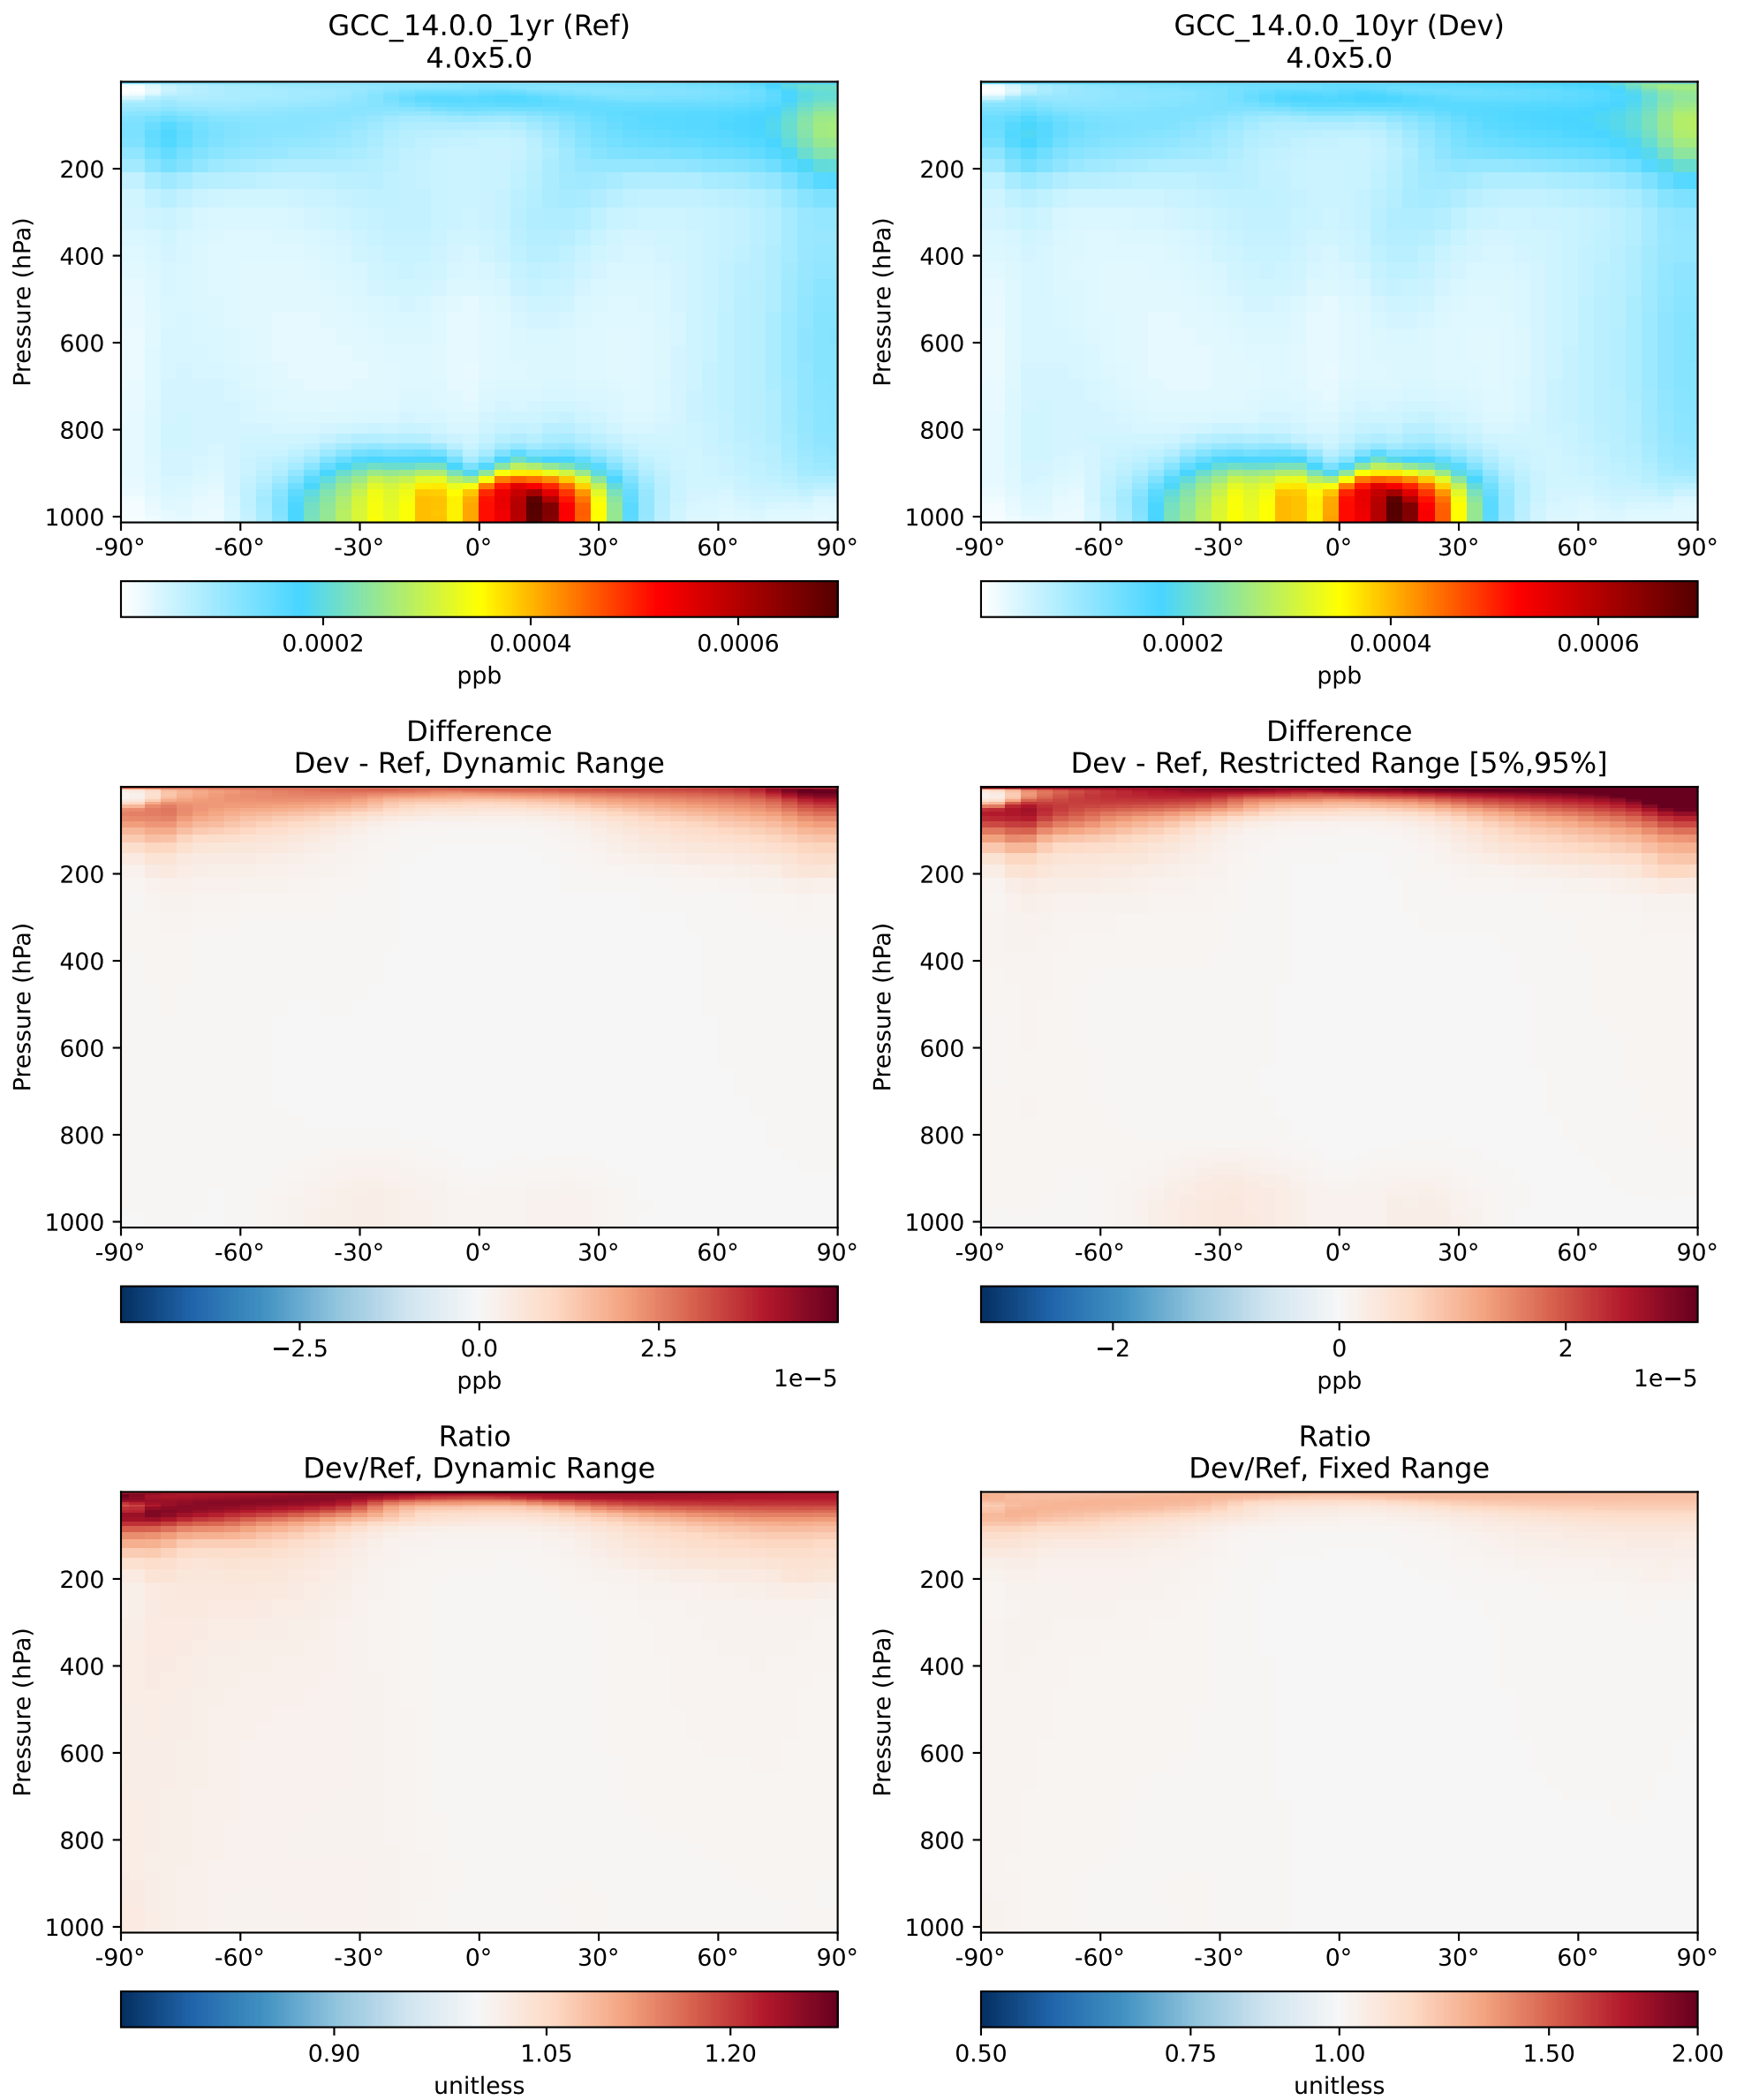 GCC_14.0.0_1yr (Ref)
4.0x5.0
Pressure (hPa)
200
400
600
800
1000
-90° -60° -30° 0° 30° 60° 90°
0.0002 0.0004 0.0006
ppb
GCC_14.0.0_10yr (Dev)
4.0x5.0
Pressure (hPa)
200
400
600
800
1000
-90° -60° -30° 0° 30° 60° 90°
0.0002 0.0004 0.0006
ppb
Difference
Dev - Ref, Dynamic Range
Pressure (hPa)
200
400
600
800
1000
-90° -60° -30° 0° 30° 60° 90°
−2.5 0.0 2.5
ppb 1e−5
Difference
Dev - Ref, Restricted Range [5%,95%]
Pressure (hPa)
200
400
600
800
1000
-90° -60° -30° 0° 30° 60° 90°
−2 0 2
ppb 1e−5
Ratio
Dev/Ref, Dynamic Range
Pressure (hPa)
200
400
600
800
1000
-90° -60° -30° 0° 30° 60° 90°
0.90 1.05 1.20
unitless
Ratio
Dev/Ref, Fixed Range
Pressure (hPa)
200
400
600
800
1000
-90° -60° -30° 0° 30° 60° 90°
0.50 0.75 1.00 1.50 2.00
unitless